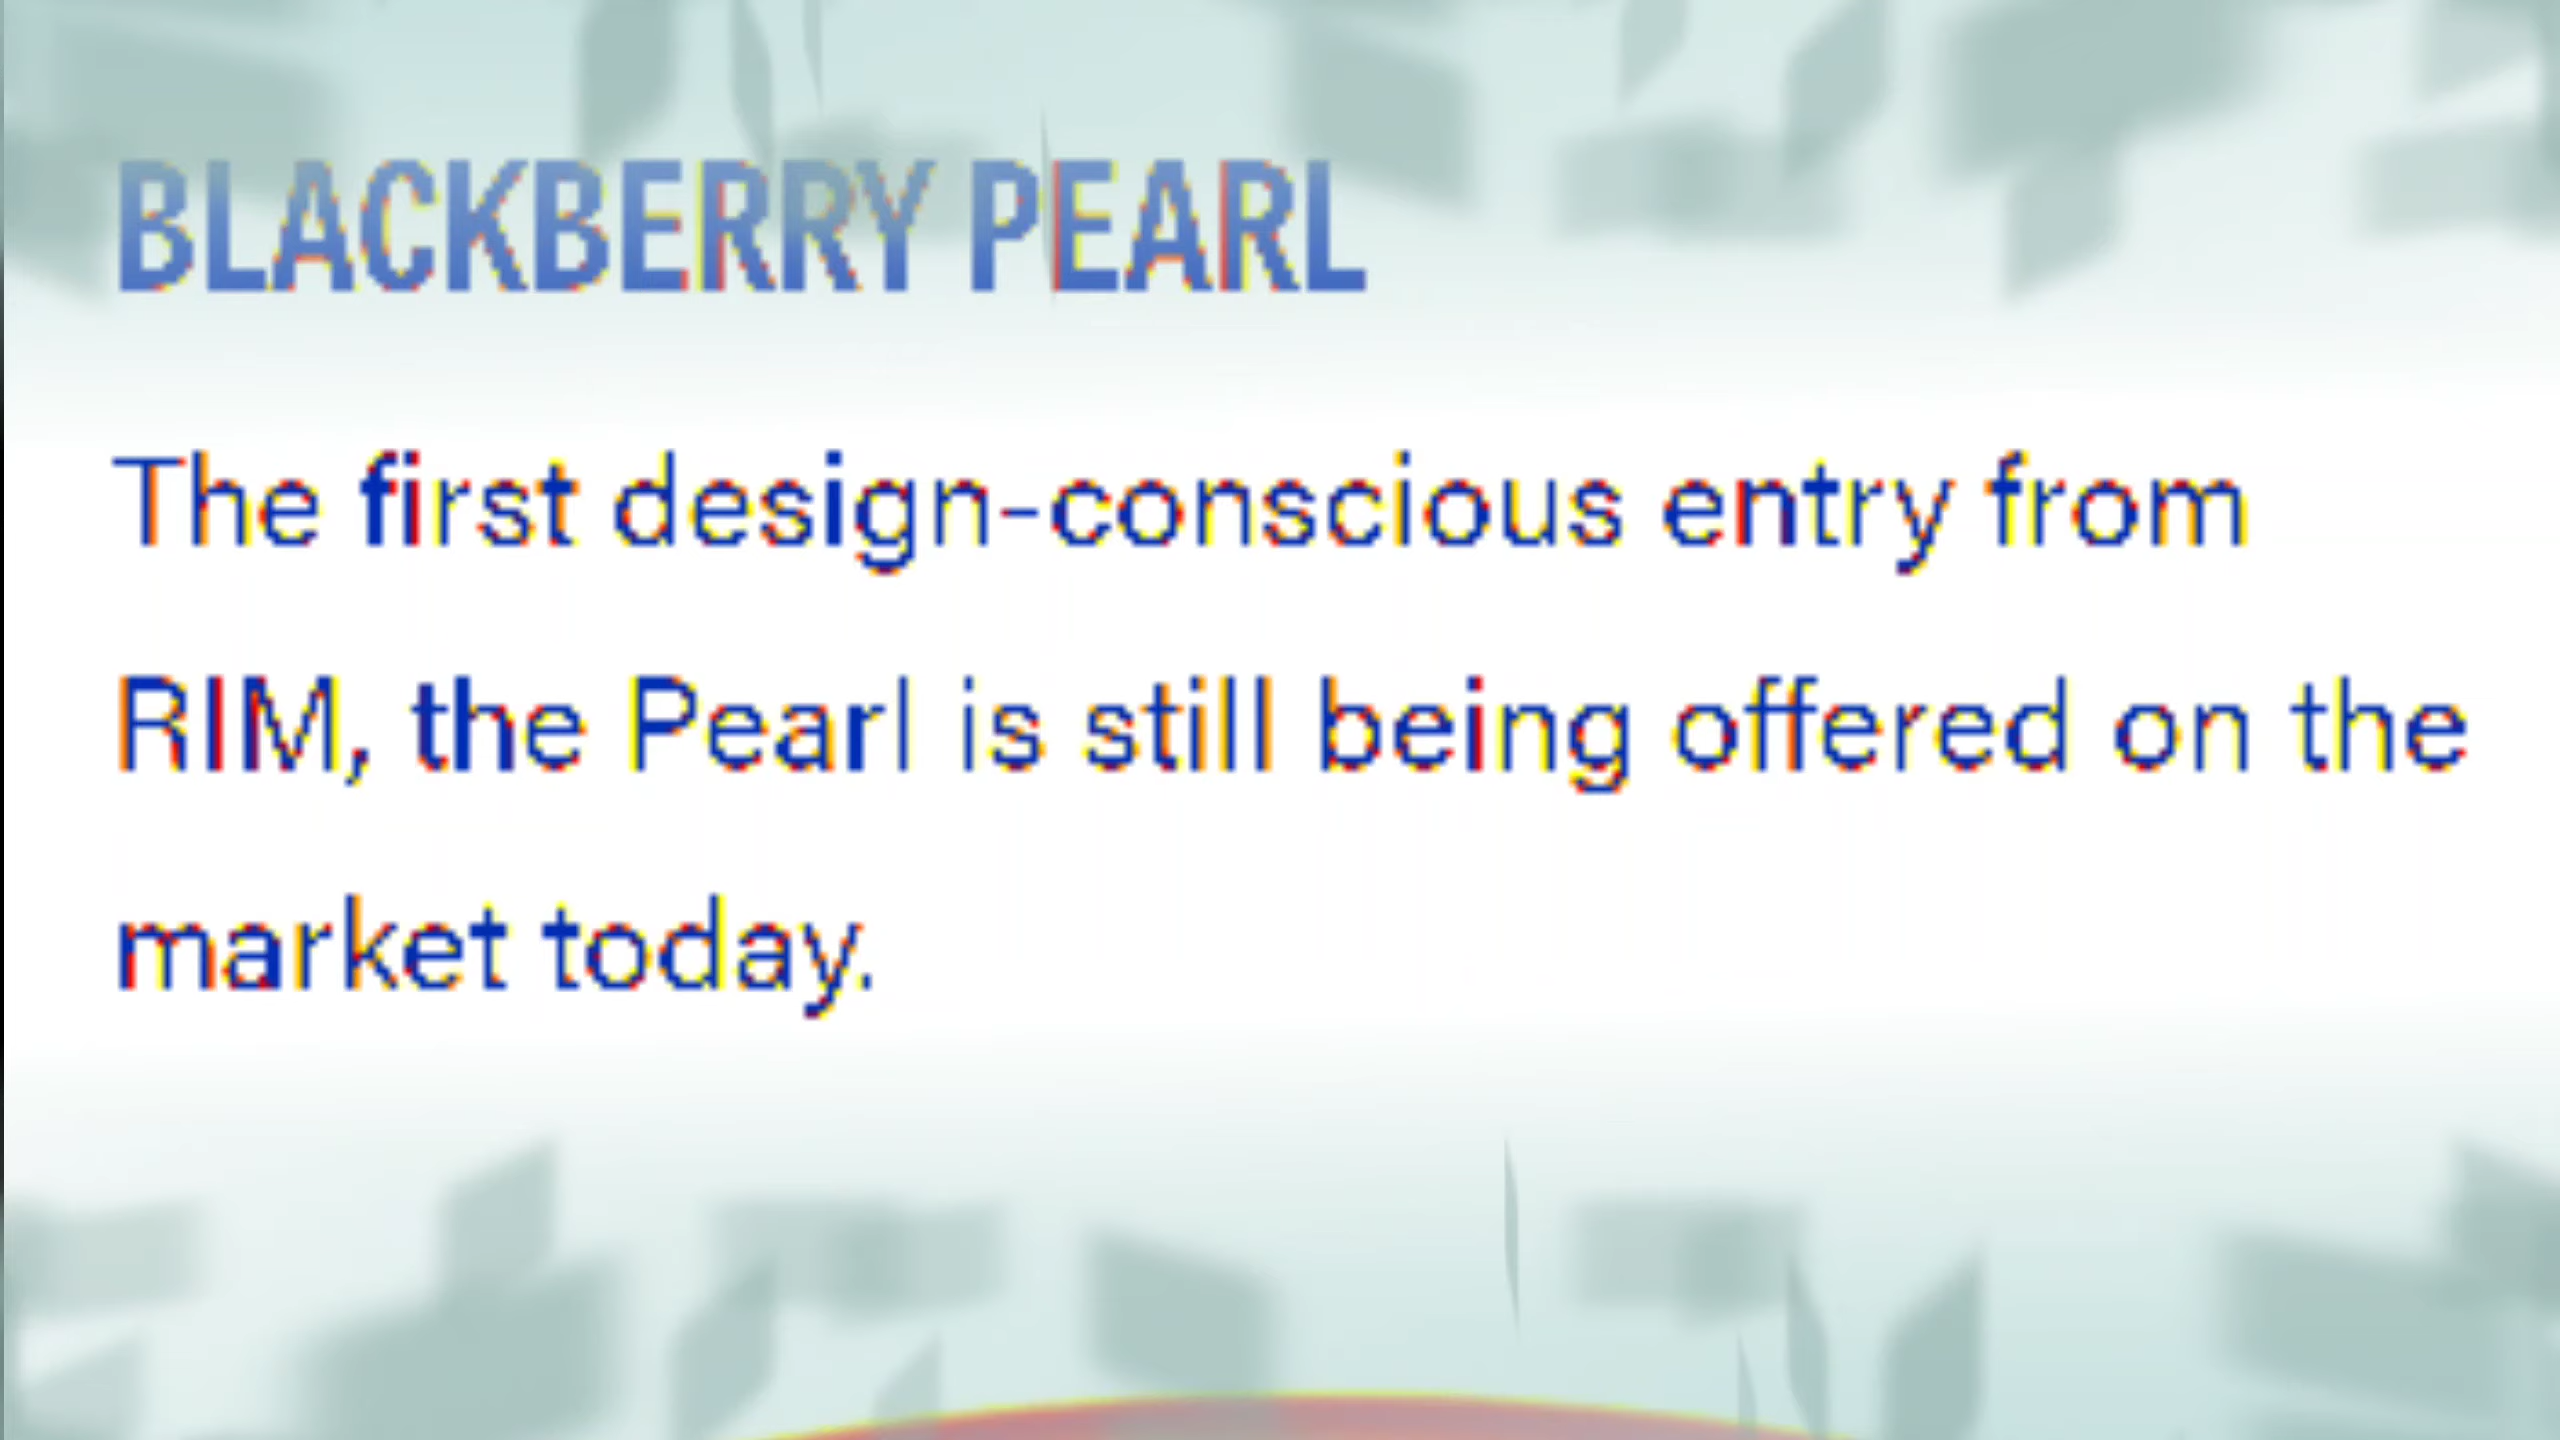 BLACKBERRY PEARL
The first design-conscious entry from
RIM, the Pearl is still being offered on the
market today.